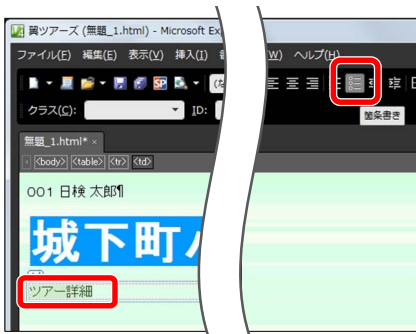 翼ツアーズ (無題_1.html) - Microsoft Ex
ファイル(F) 編集(E) 表示(V) 挿入(I) W) ヘルプ(H)
クラス(C): ID:
箇条書き
無題_1.html* ×
<body> <table> <tr> <td>
001 日検 太郎¶
城下町
ツアー詳細